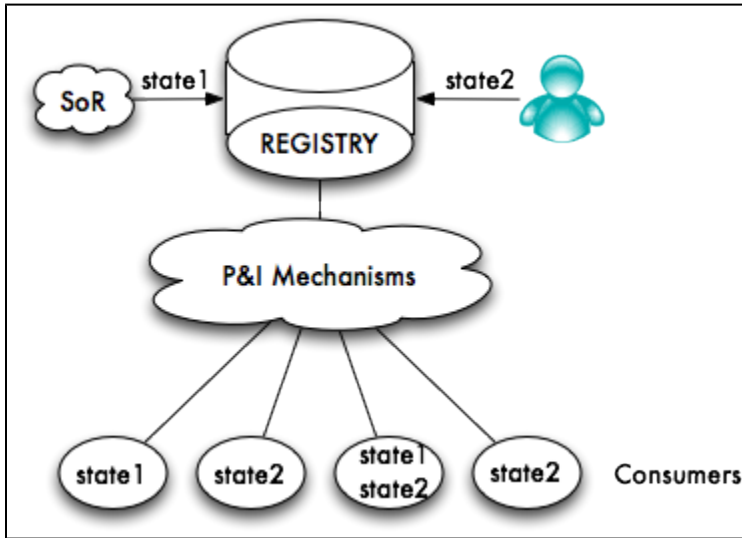 state1
state2
SoR
REGISTRY
P&I Mechanisms
state1
state2
state1
state2
state2
Consumers